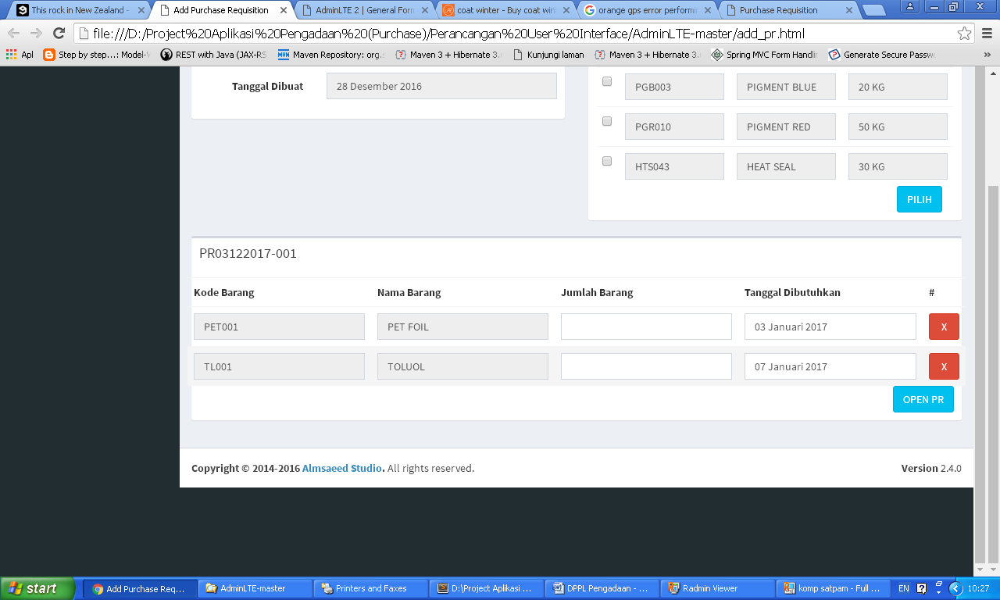 This rock in New Zealand -
Add Purchase Requisition
AdminLTE 2 | General Form
coat winter - Buy coat win
orange gps error performi
Purchase Requisition
file:///D:/Project%20Aplikasi%20Pengadaan%20(Purchase)/Perancangan%20User%20Interface/AdminLTE-master/add_pr.html
Apl
Step by step...: Model-
REST with Java (JAX-RS
Maven Repository: org.
Maven 3 + Hibernate 3.
Kunjungi laman
Maven 3 + Hibernate 3.
Spring MVC Form Handli
Generate Secure Passw
»
Tanggal Dibuat
28 Desember 2016
PGB003 PIGMENT BLUE 20 KG
PGR010 PIGMENT RED 50 KG
HTS043 HEAT SEAL 30 KG
PILIH
PR03122017-001
Kode Barang Nama Barang Jumlah Barang Tanggal Dibutuhkan #
PET001 PET FOIL 03 Januari 2017 X
TL001 TOLUOL 07 Januari 2017 X
OPEN PR
Copyright © 2014-2016 Almsaeed Studio. All rights reserved.
Version 2.4.0
start
Add Purchase Req...
AdminLTE-master
Printers and Faxes
D:\Project Aplikasi ...
DPPL Pengadaan - ...
Radmin Viewer
komp satpam - Full ...
EN
10:27